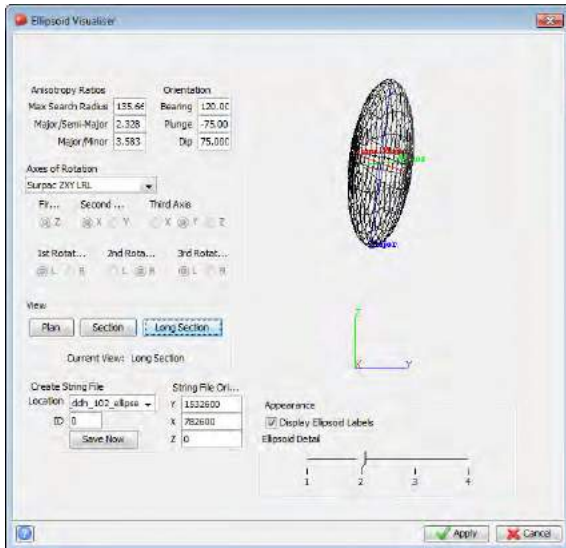 Ellipsoid Visualiser
Anisotropy Ratios
Orientation
Max Search Radius 135.66 Bearing 120.00
Major/Semi-Major 2.328 Plunge -75.00
Major/Minor 3.583 Dip 75.000
Axes of Rotation
Surpac ZXY LRL
Fir... Second ... Third Axis
Z X Y X Y Z
1st Rotat... 2nd Rota... 3rd Rotat...
L R L R L R
View
Plan Section Long Section
Current View: Long Section
Create String File
String File Ori...
Location ddh_102_ellipse
Y 1532600
ID 0
X 782600
Save Now
Z 0
Major
Z
X Y
Appearance
Display Ellipsoid Labels
Ellipsoid Detail
1 2 3 4
Apply Cancel